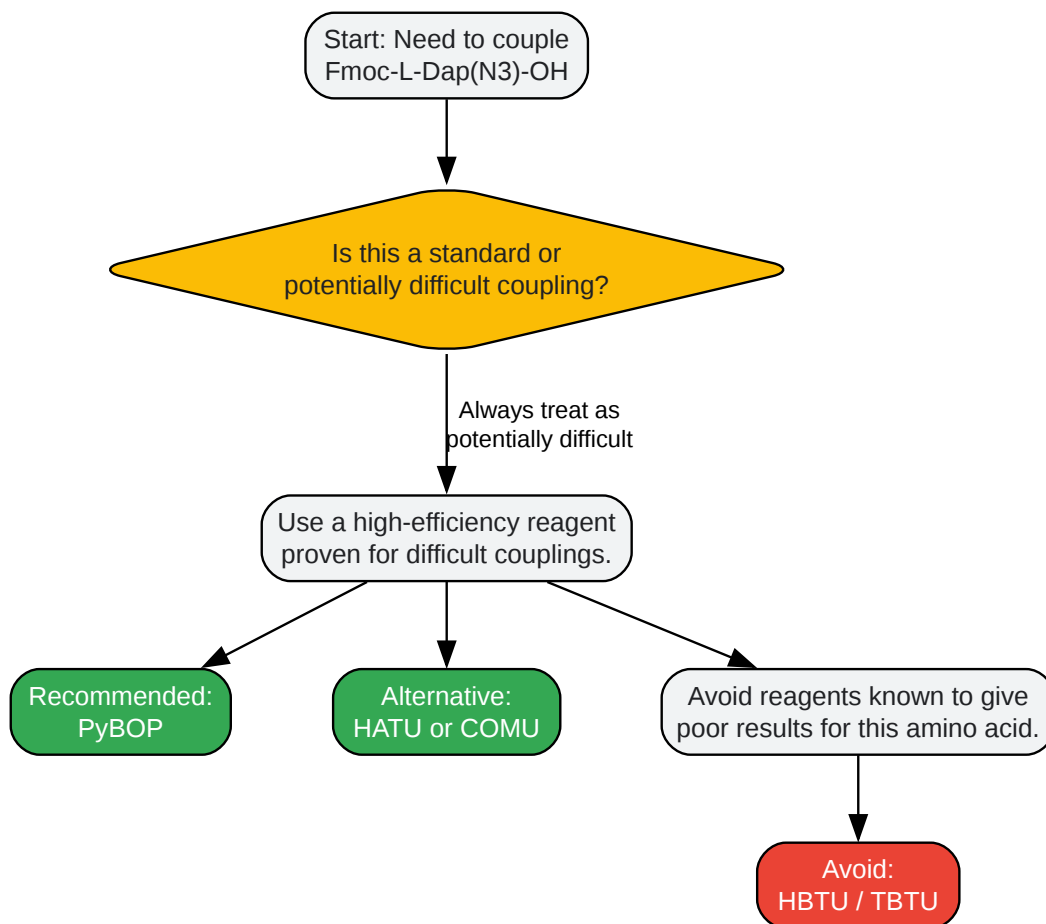 Start: Need to couple
Fmoc-L-Dap(N3)-OH
Is this a standard or
potentially difficult coupling?
Always treat as
potentially difficult
Use a high-efficiency reagent
proven for difficult couplings.
Recommended:
PyBOP
Alternative:
HATU or COMU
Avoid reagents known to give
poor results for this amino acid.
Avoid:
HBTU / TBTU